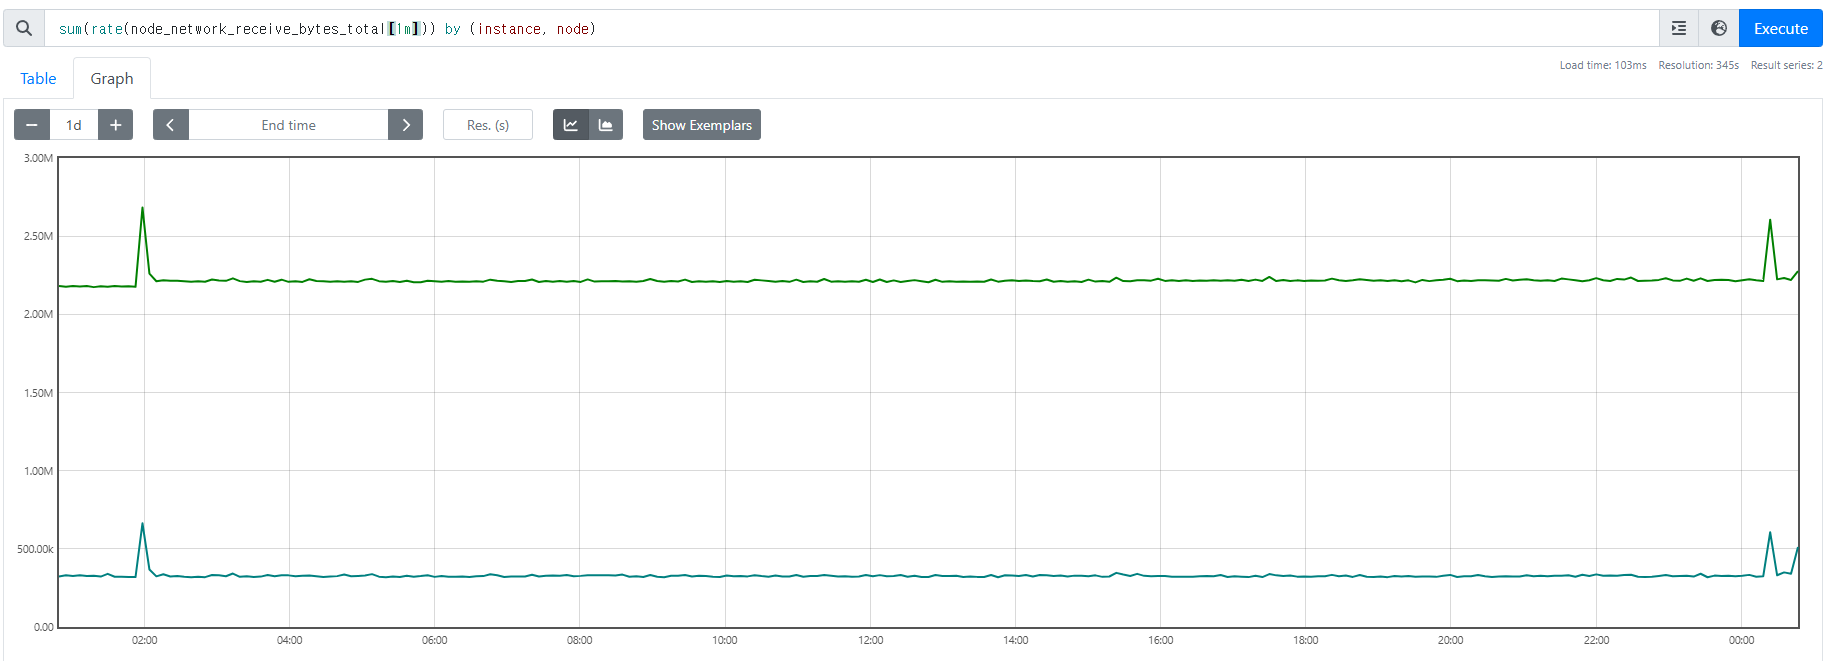 sum(rate(node_network_receive_bytes_total[1m])) by (instance, node)
Execute
Load time: 103ms Resolution: 345s Result series: 2
Table Graph
− 1d + End time Res. (s) Show Exemplars
3.00M
2.50M
2.00M
1.50M
1.00M
500.00k
0.00
02:00 04:00 06:00 08:00 10:00 12:00 14:00 16:00 18:00 20:00 22:00 00:00